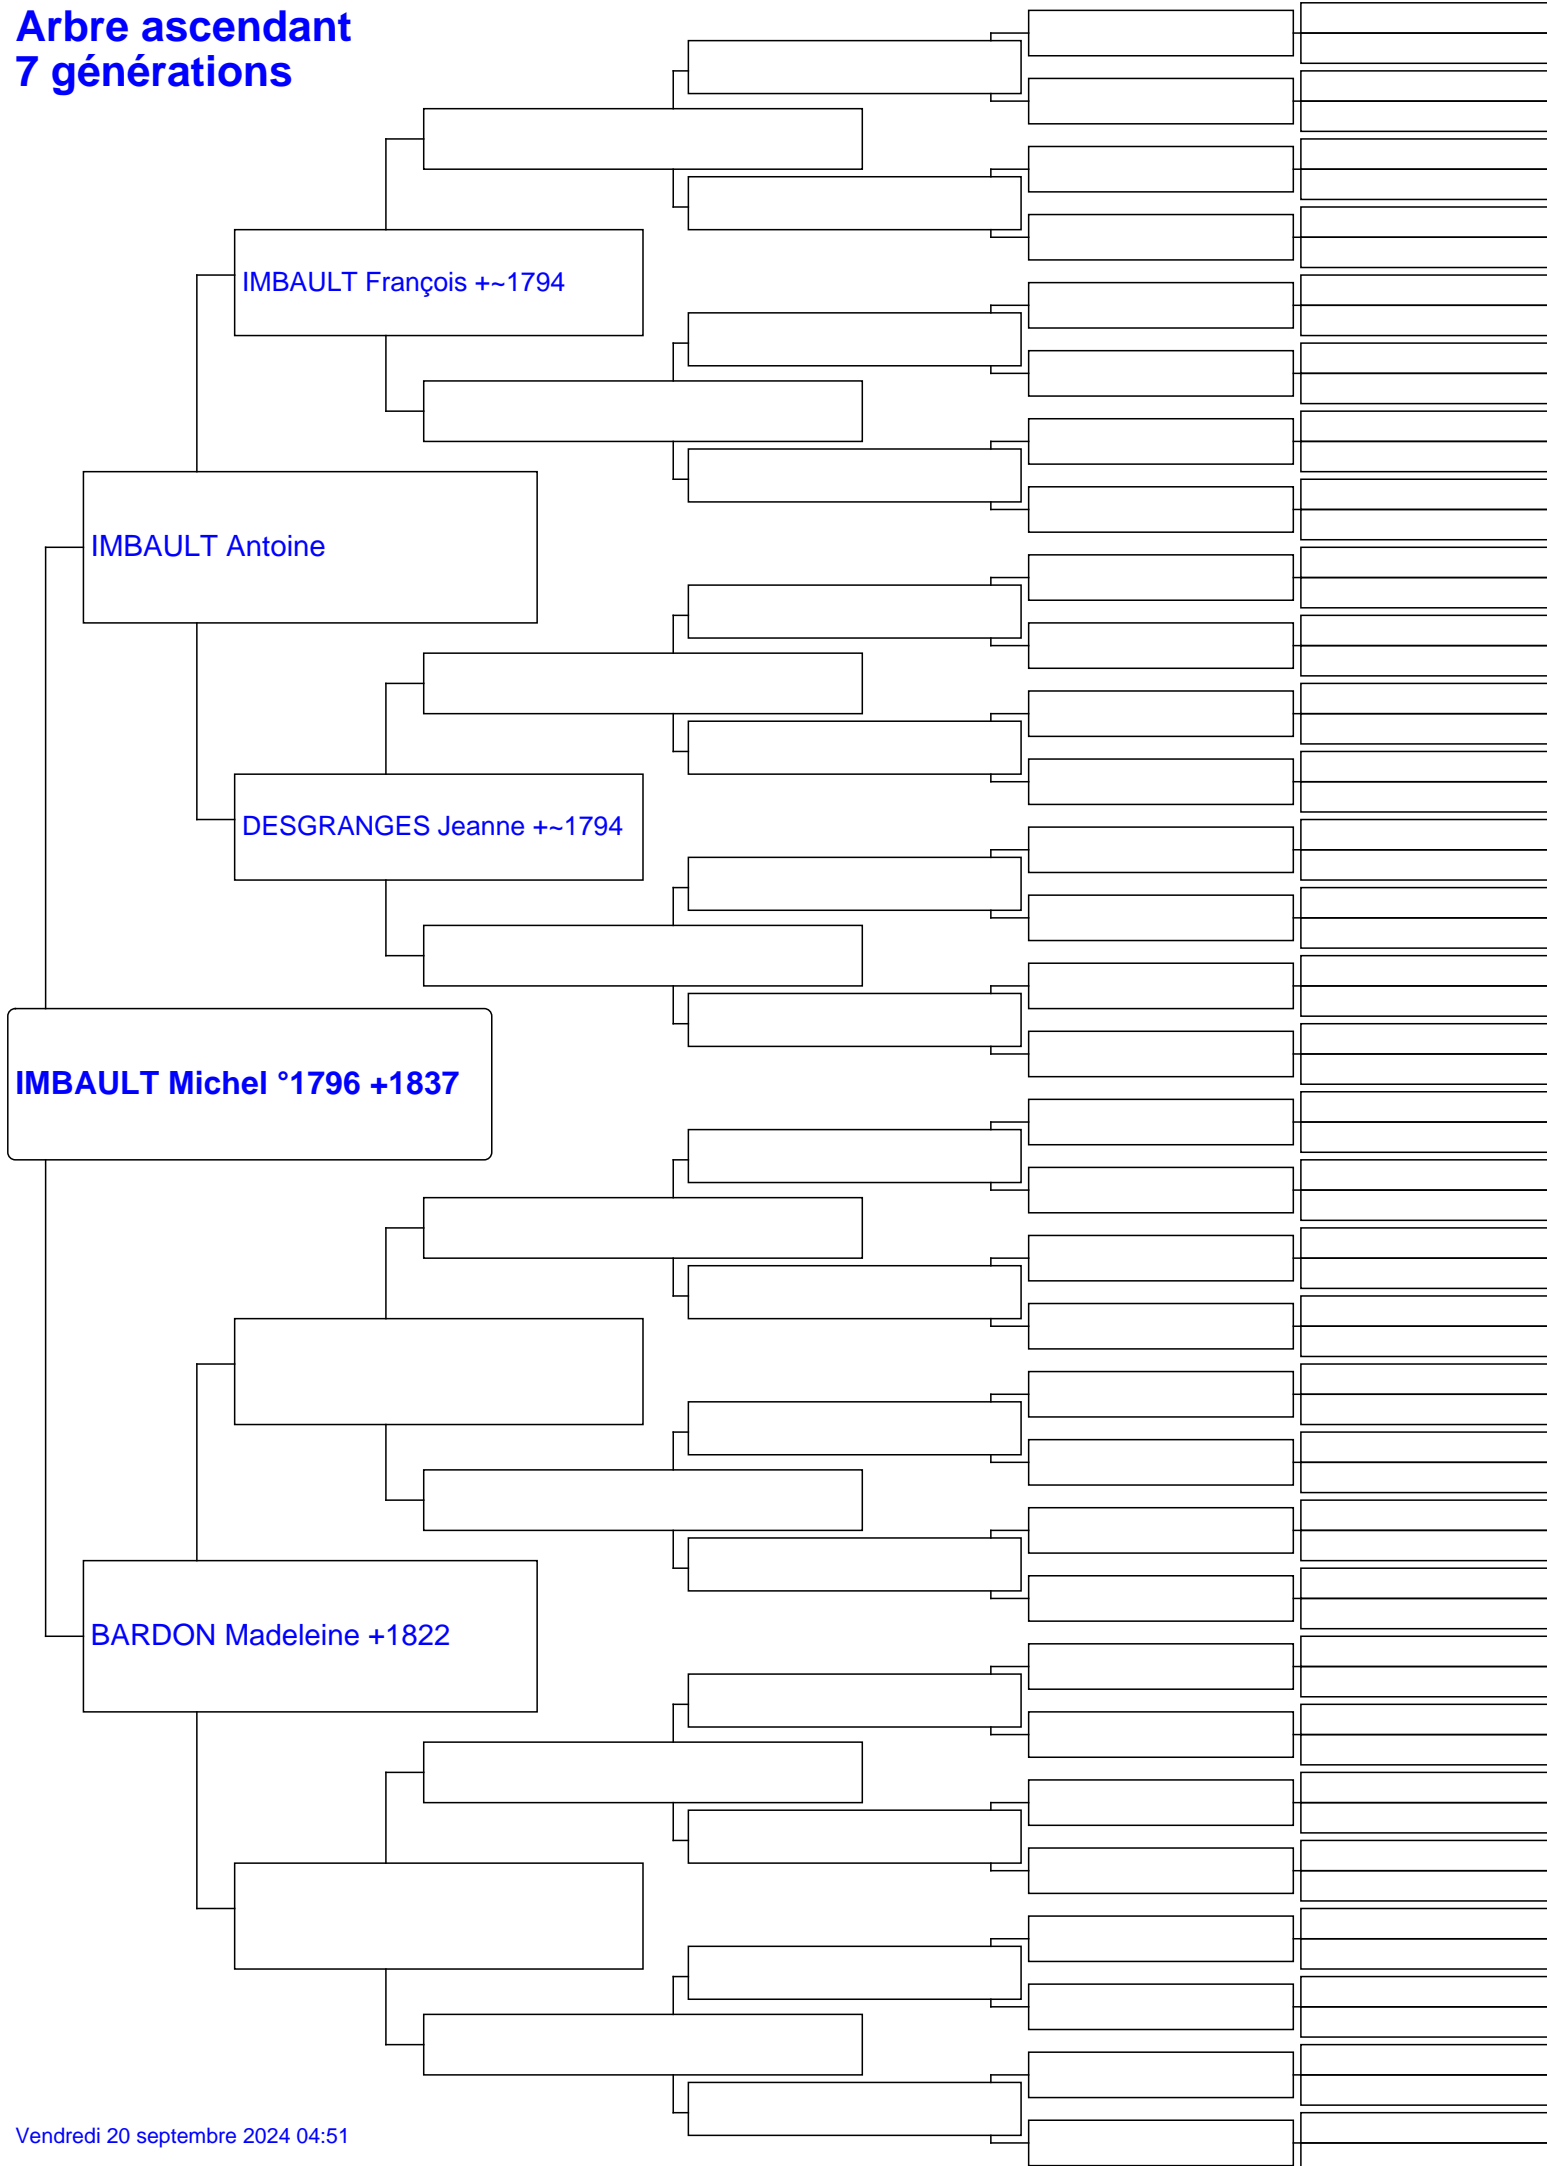 Arbre ascendant
7 générations
IMBAULT François +~1794
IMBAULT Antoine
DESGRANGES Jeanne +~1794
IMBAULT Michel °1796 +1837
BARDON Madeleine +1822
Vendredi 20 septembre 2024 04:51